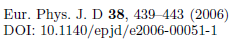 Eur. Phys. J. D 38, 439–443 (2006)
DOI: 10.1140/epjd/e2006-00051-1